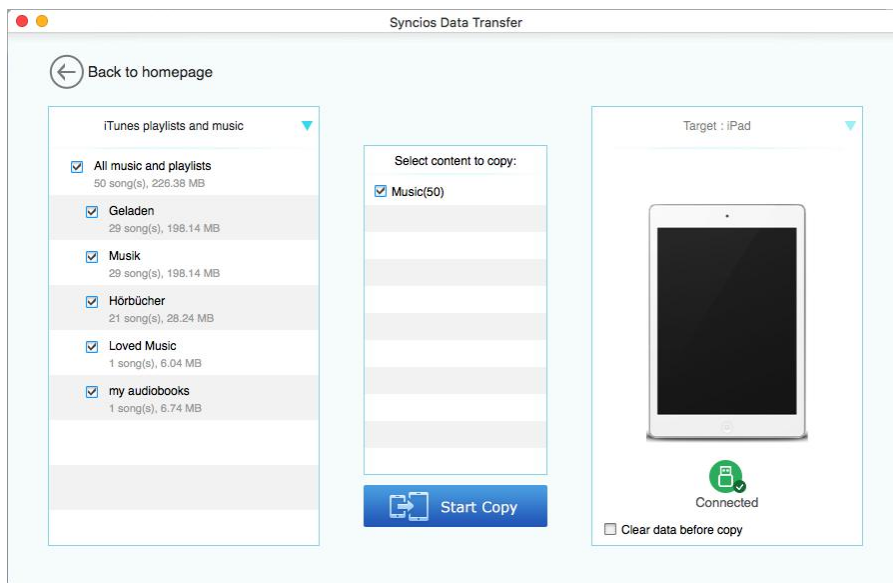 Syncios Data Transfer
Back to homepage
iTunes playlists and music
All music and playlists
50 song(s), 226.38 MB
Geladen
29 song(s), 198.14 MB
Musik
29 song(s), 198.14 MB
Hörbücher
21 song(s), 28.24 MB
Loved Music
1 song(s), 6.04 MB
my audiobooks
1 song(s), 6.74 MB
Select content to copy:
Music(50)
Start Copy
Target : iPad
Connected
Clear data before copy